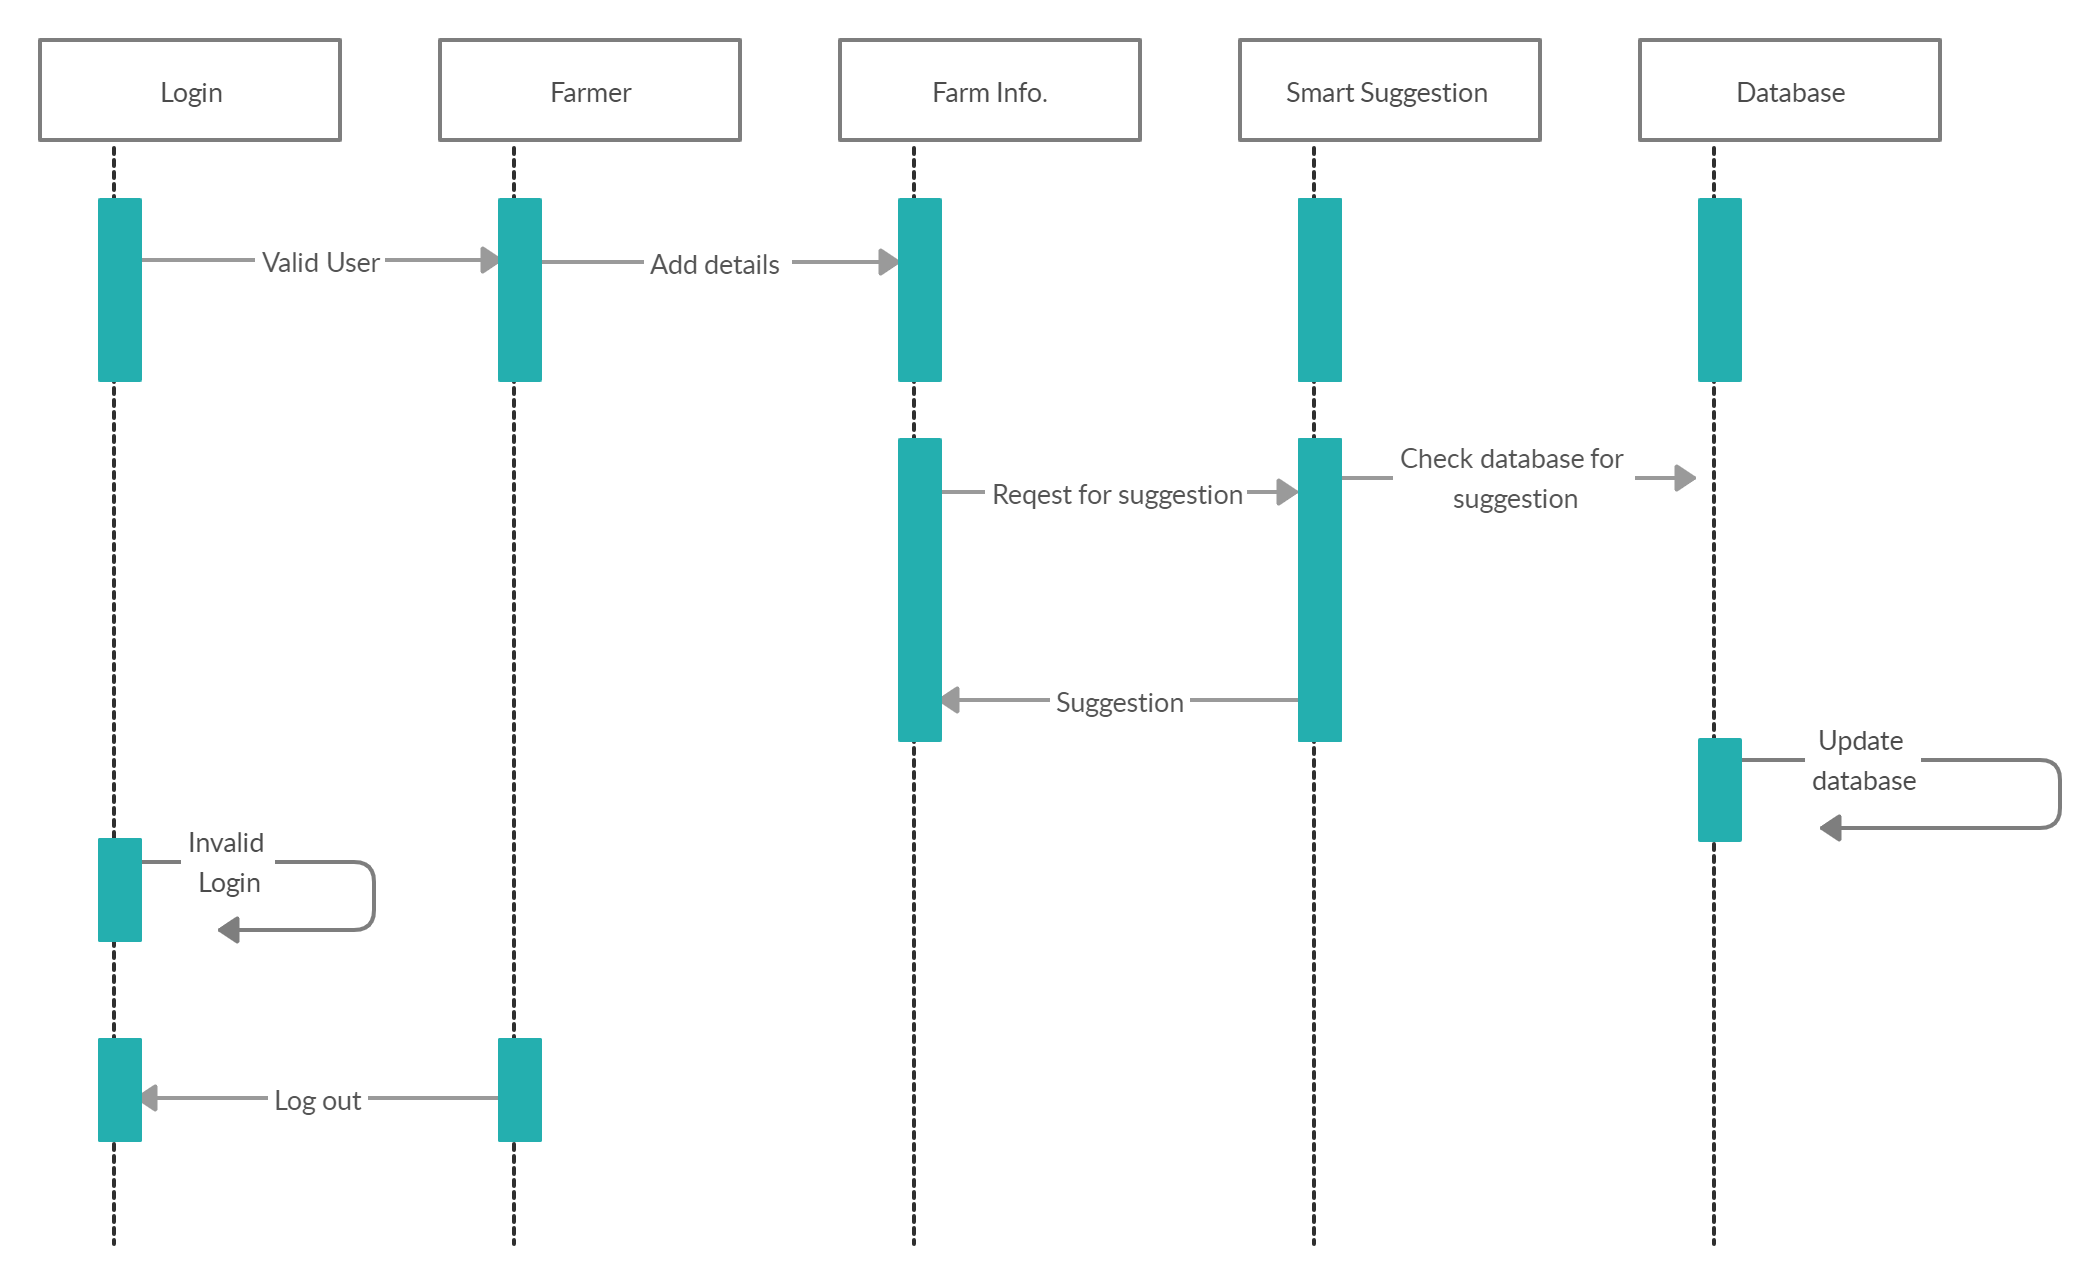 Login
Farmer
Farm Info.
Smart Suggestion
Database
Valid User
Add details
Check database for
suggestion
Reqest for suggestion
Suggestion
Update
database
Invalid
Login
Log out